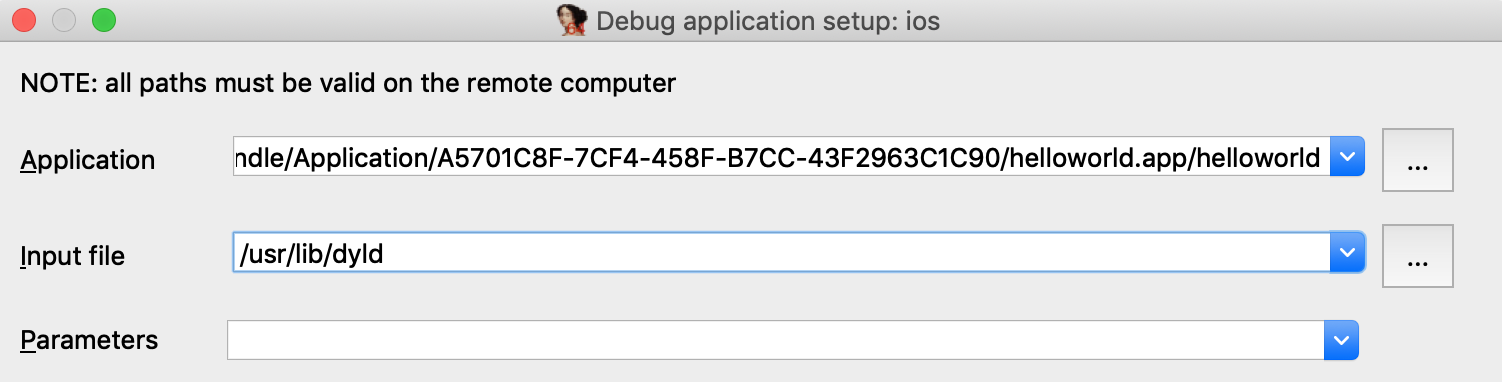 Debug application setup: ios
NOTE: all paths must be valid on the remote computer
Application ndle/Application/A5701C8F-7CF4-458F-B7CC-43F2963C1C90/helloworld.app/helloworld ...
Input file /usr/lib/dyld ...
Parameters